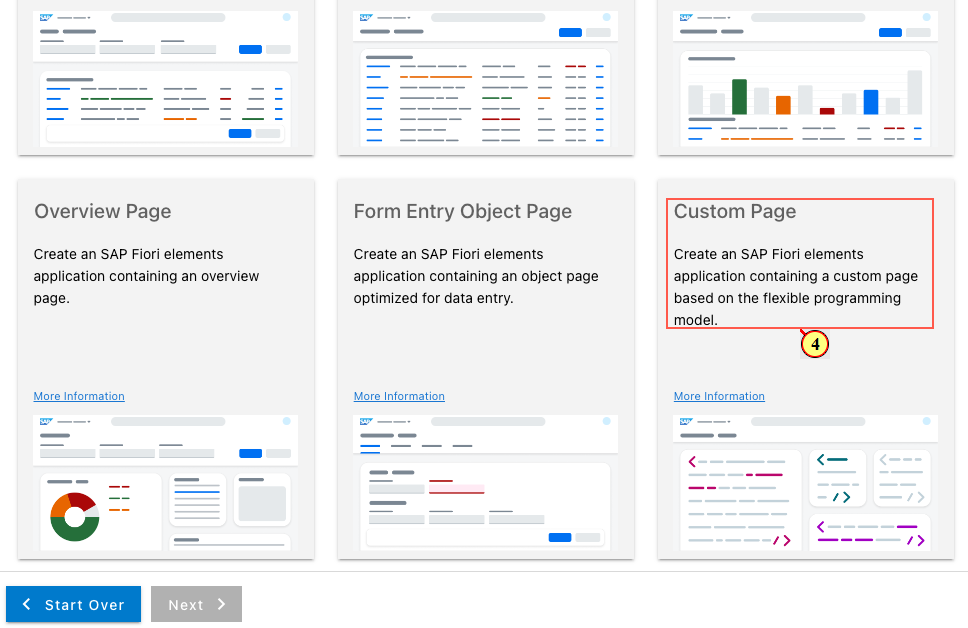 SAP
SAP
SAP
Overview Page
Create an SAP Fiori elements
application containing an overview
page.
More Information
SAP
Form Entry Object Page
Create an SAP Fiori elements
application containing an object page
optimized for data entry.
More Information
SAP
Custom Page
Create an SAP Fiori elements
application containing a custom page
based on the flexible programming
model.
4
More Information
SAP
Start Over
Next